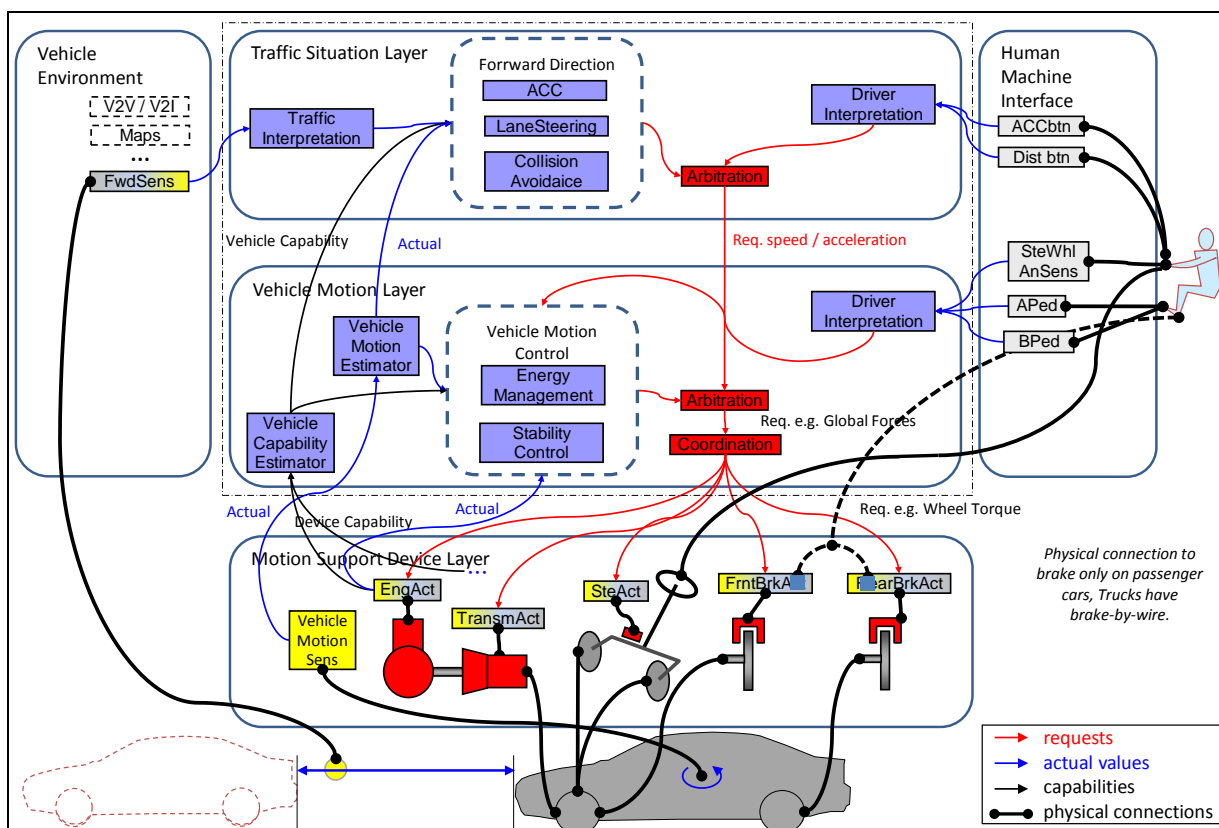 Vehicle
Environment
V2V / V2I
Maps
...
FwdSens
Traffic Situation Layer
Forrward Direction
ACC
LaneSteering
Collision
Avoidaice
Traffic
Interpretation
Driver
Interpretation
Arbitration
Human
Machine
Interface
ACCbtn
Dist btn
SteWhl
AnSens
APed
BPed
Vehicle Capability
Actual
Req. speed / acceleration
Vehicle Motion Layer
Vehicle
Motion
Estimator
Vehicle Motion
Control
Energy
Management
Stability
Control
Driver
Interpretation
Arbitration
Req. e.g. Global Forces
Coordination
Vehicle
Capability
Estimator
Actual
Device Capability
Actual
Req. e.g. Wheel Torque
Motion Support Device Layer
...
EngAct
TransmAct
SteAct
FrntBrkAct
RearBrkAct
Vehicle
Motion
Sens
Physical connection to
brake only on passenger
cars, Trucks have
brake-by-wire.
requests
actual values
capabilities
physical connections